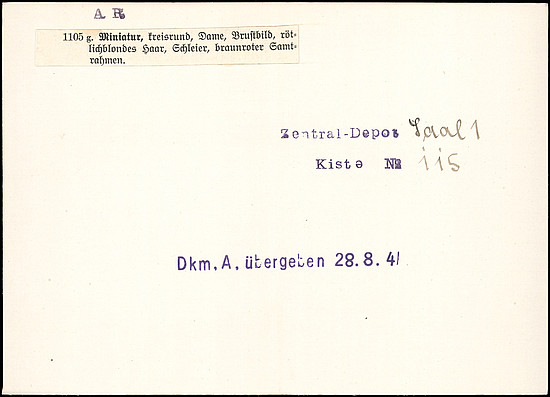 A R
1105 g. Miniatur, kreisrund, Dame, Brustbild, röt-
lichblondes Haar, Schleier, braunroter Samt-
rahmen.
Zentral-Depot Saal 1
Kiste № 115
Dkm. A. übergeben 28. 8. 41